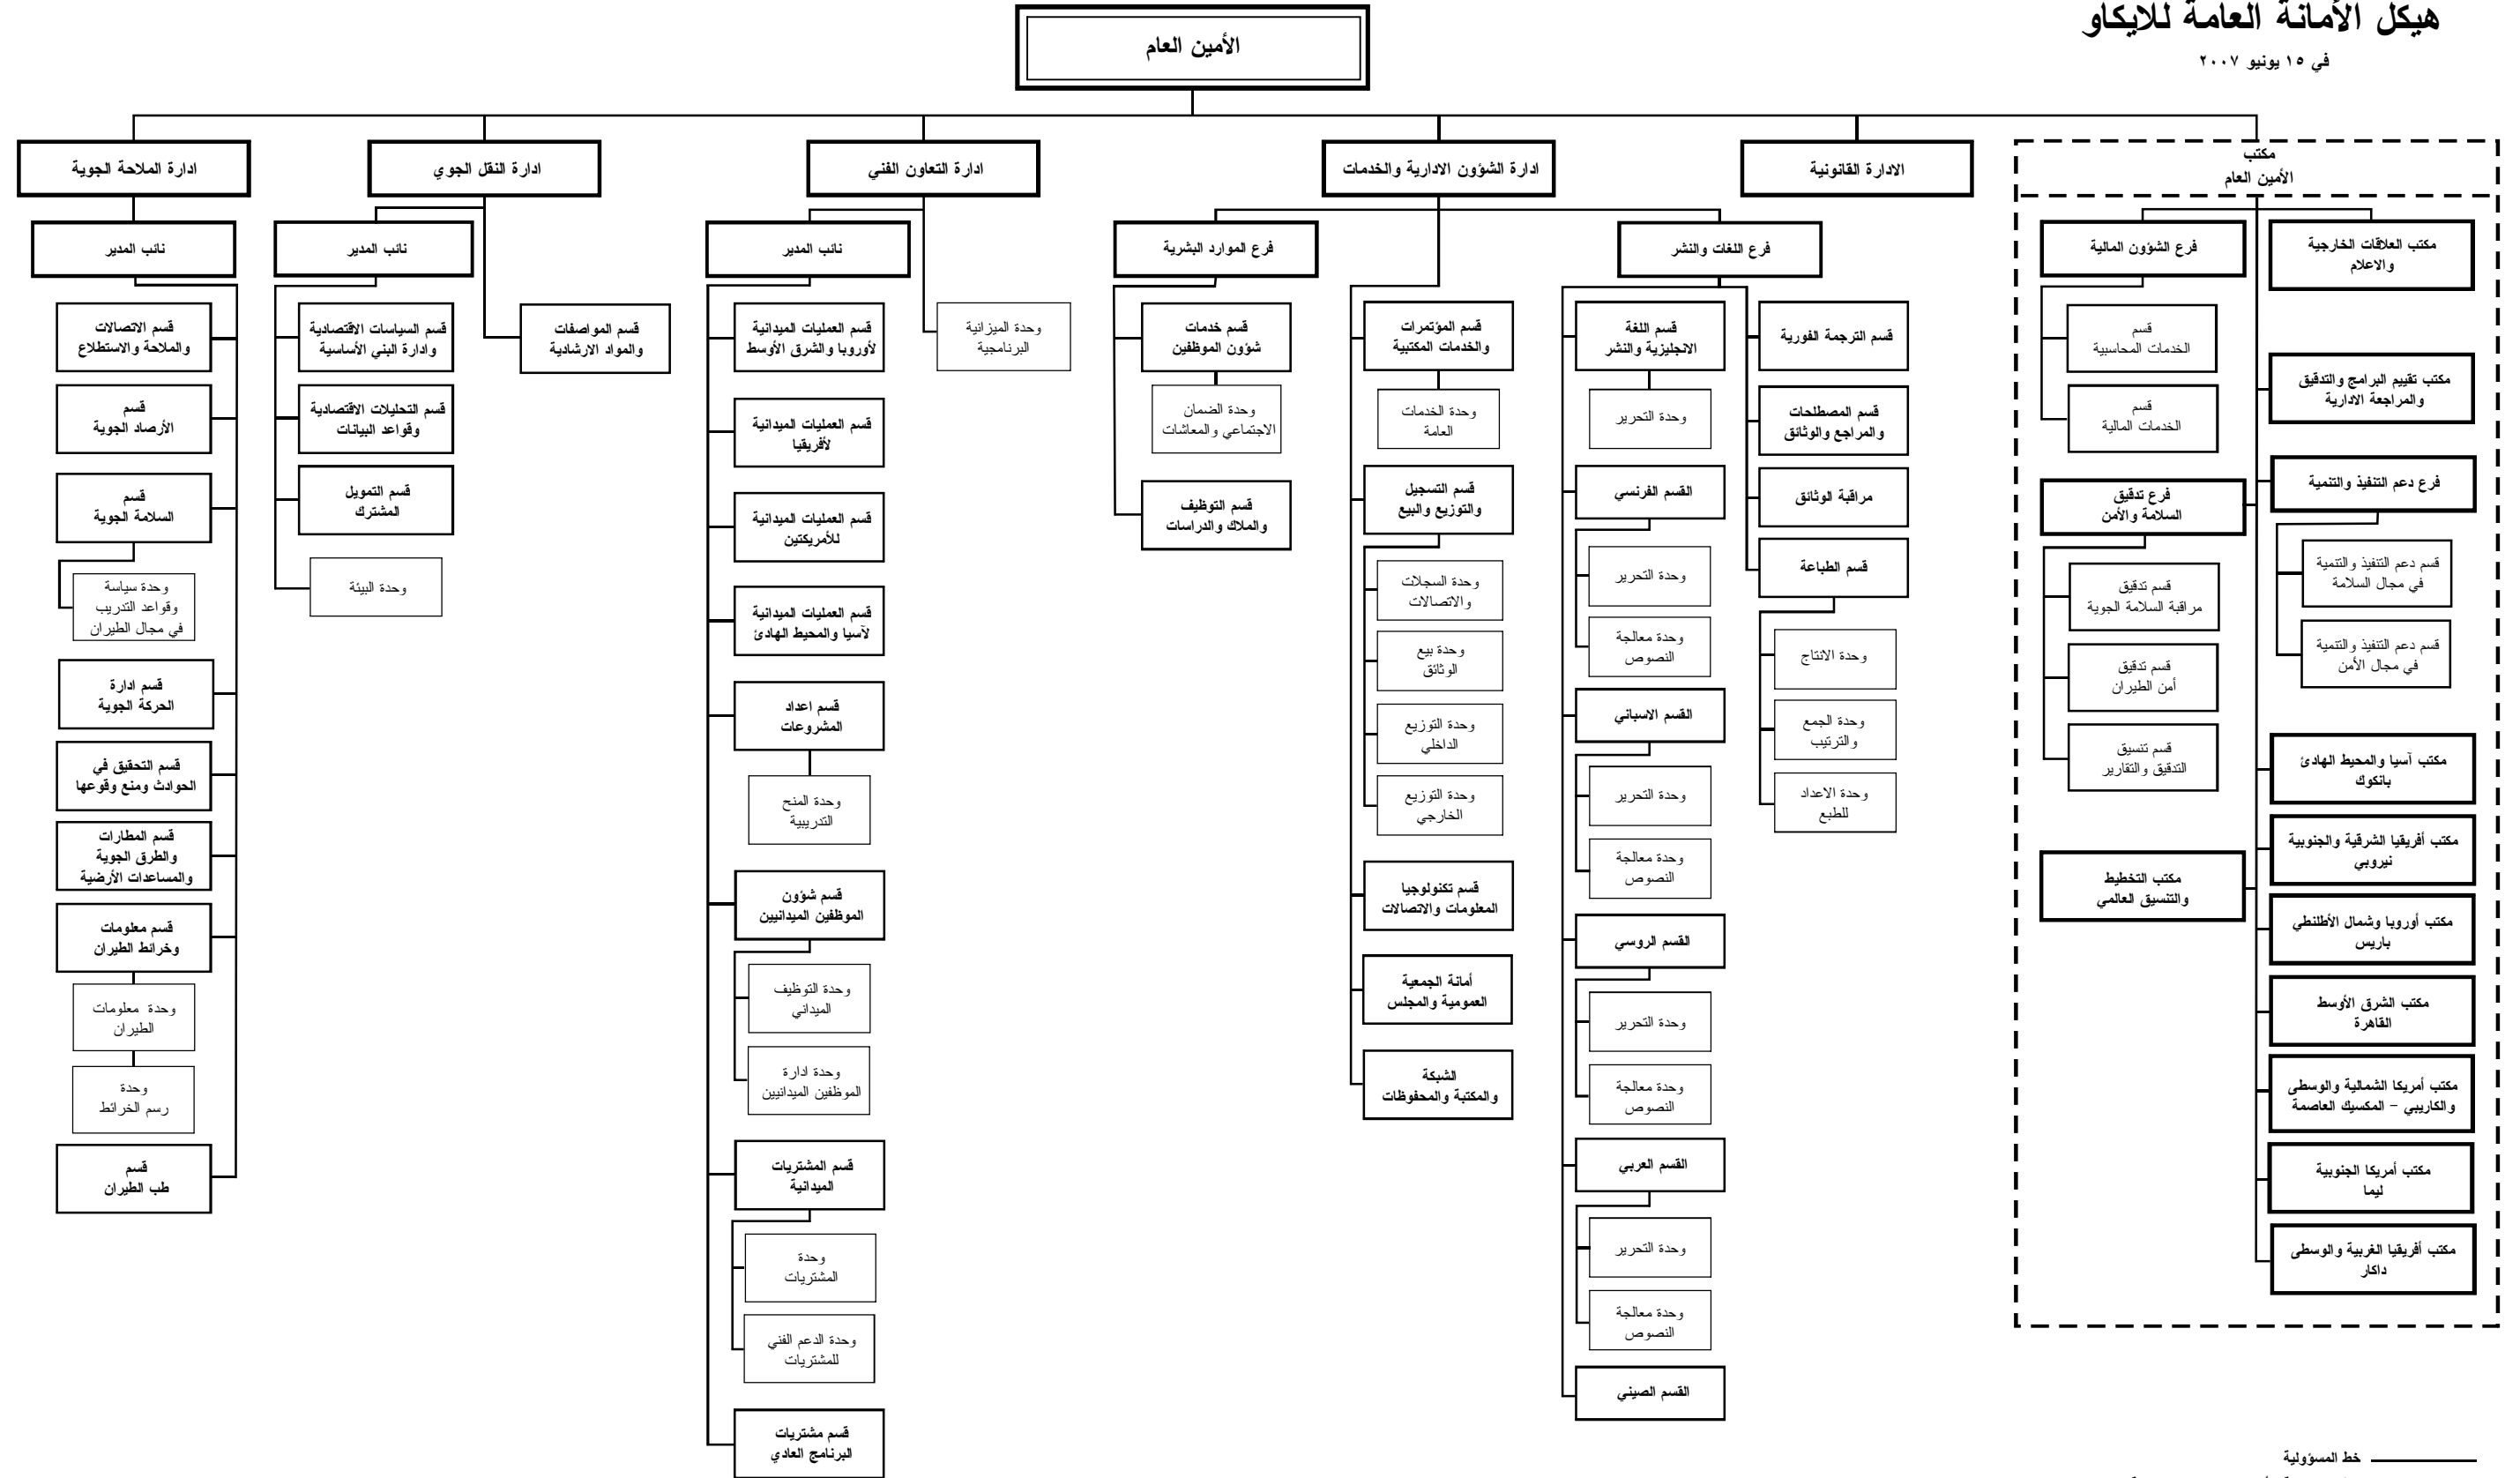 هيكل الأمانة العامة للايكاو
في ١٥ يونيو ٢٠٠٧
الأمين العام
مكتب
الأمين العام
الادارة القانونية
ادارة الشؤون الادارية والخدمات
ادارة التعاون الفني
ادارة النقل الجوي
ادارة الملاحة الجوية
مكتب العلاقات الخارجية
والاعلام
مكتب تقييم البرامج والتدقيق
والمراجعة الادارية
فرع دعم التنفيذ والتنمية
قسم دعم التنفيذ والتنمية
في مجال السلامة
قسم دعم التنفيذ والتنمية
في مجال الأمن
مكتب آسيا والمحيط الهادئ
بانكوك
مكتب أفريقيا الشرقية والجنوبية
نيروبي
مكتب أوروبا وشمال الأطلنطي
باريس
مكتب الشرق الأوسط
القاهرة
مكتب أمريكا الشمالية والوسطى
والكاريبي – المكسيك العاصمة
مكتب أمريكا الجنوبية
ليما
مكتب أفريقيا الغربية والوسطى
داكار
فرع الشؤون المالية
قسم
الخدمات المحاسبية
قسم
الخدمات المالية
فرع تدقيق
السلامة والأمن
قسم تدقيق
مراقبة السلامة الجوية
قسم تدقيق
أمن الطيران
قسم تنسيق
التدقيق والتقارير
مكتب التخطيط
والتنسيق العالمي
فرع اللغات والنشر
قسم الترجمة الفورية
قسم المصطلحات
والمراجع والوثائق
مراقبة الوثائق
قسم الطباعة
وحدة الانتاج
وحدة الجمع
والترتيب
وحدة الاعداد
للطبع
قسم اللغة
الانجليزية والنشر
وحدة التحرير
القسم الفرنسي
وحدة التحرير
وحدة معالجة
النصوص
القسم الاسباني
وحدة التحرير
وحدة معالجة
النصوص
القسم الروسي
وحدة التحرير
وحدة معالجة
النصوص
القسم العربي
وحدة التحرير
وحدة معالجة
النصوص
القسم الصيني
قسم المؤتمرات
والخدمات المكتبية
وحدة الخدمات
العامة
قسم التسجيل
والتوزيع والبيع
وحدة السجلات
والاتصالات
وحدة بيع
الوثائق
وحدة التوزيع
الداخلي
وحدة التوزيع
الخارجي
قسم تكنولوجيا
المعلومات والاتصالات
أمانة الجمعية
العمومية والمجلس
الشبكة
والمكتبة والمحفوظات
فرع الموارد البشرية
قسم خدمات
شؤون الموظفين
وحدة الضمان
الاجتماعي والمعاشات
قسم التوظيف
والملاك والدراسات
وحدة الميزانية
البرنامجية
نائب المدير
قسم العمليات الميدانية
لأوروبا والشرق الأوسط
قسم العمليات الميدانية
لأفريقيا
قسم العمليات الميدانية
للأمريكتين
قسم العمليات الميدانية
لآسيا والمحيط الهادئ
قسم اعداد
المشروعات
وحدة المنح
التدريبية
قسم شؤون
الموظفين الميدانيين
وحدة التوظيف
الميداني
وحدة ادارة
الموظفين الميدانيين
قسم المشتريات
الميدانية
وحدة
المشتريات
وحدة الدعم الفني
للمشتريات
قسم مشتريات
البرنامج العادي
قسم المواصفات
والمواد الارشادية
نائب المدير
قسم السياسات الاقتصادية
وادارة البني الأساسية
قسم التحليلات الاقتصادية
وقواعد البيانات
قسم التمويل
المشترك
وحدة البيئة
نائب المدير
قسم الاتصالات
والملاحة والاستطلاع
قسم
الأرصاد الجوية
قسم
السلامة الجوية
وحدة سياسة
وقواعد التدريب
في مجال الطيران
قسم ادارة
الحركة الجوية
قسم التحقيق في
الحوادث ومنع وقوعها
قسم المطارات
والطرق الجوية
والمساعدات الأرضية
قسم معلومات
وخرائط الطيران
وحدة معلومات
الطيران
وحدة
رسم الخرائط
قسم
طب الطيران
خط المسؤولية